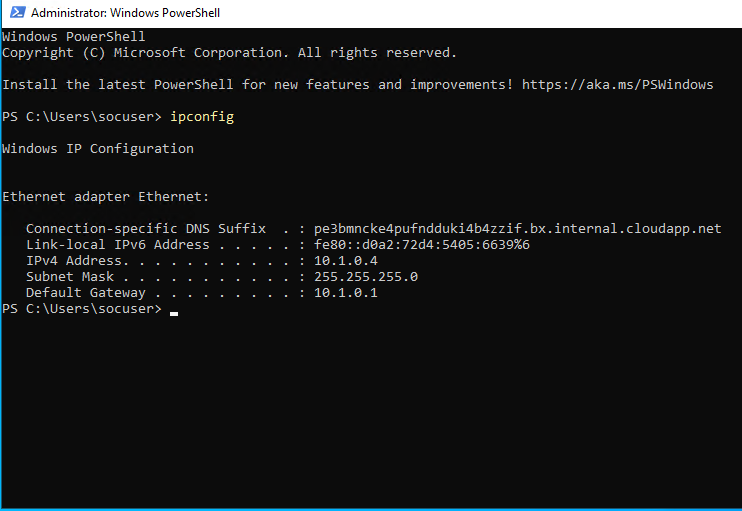 Administrator: Windows PowerShell
Windows PowerShell
Copyright (C) Microsoft Corporation. All rights reserved.
Install the latest PowerShell for new features and improvements! https://aka.ms/PSWindows
PS C:\Users\socuser> ipconfig
Windows IP Configuration
Ethernet adapter Ethernet:
   Connection-specific DNS Suffix  . : pe3bmncke4pufndduki4b4zzif.bx.internal.cloudapp.net
   Link-local IPv6 Address . . . . . : fe80::d0a2:72d4:5405:6639%6
   IPv4 Address. . . . . . . . . . . : 10.1.0.4
   Subnet Mask . . . . . . . . . . . : 255.255.255.0
   Default Gateway . . . . . . . . . : 10.1.0.1
PS C:\Users\socuser>